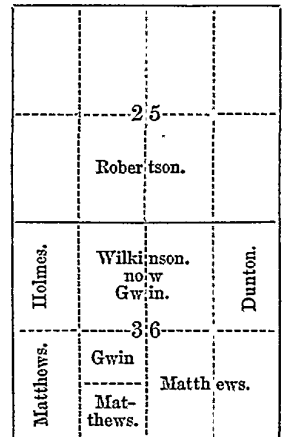 25
Robertson.
Holmes.
Wilkinson.
now
Gwin.
Dunton.
36
Matthews.
Gwin
Mat-
thews.
Matthews.